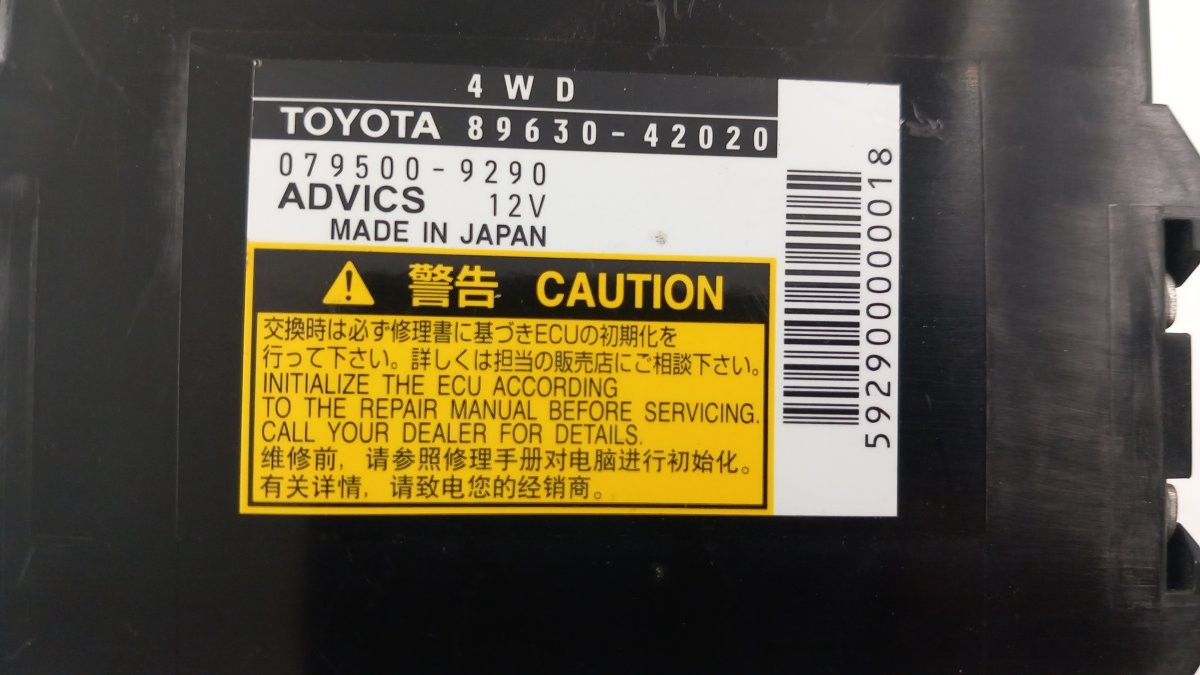 4WD
TOYOTA 89630-42020
079500-9290
ADVICS 12V
MADE IN JAPAN
警告 CAUTION
交換時は必ず修理書に基づきECUの初期化を
行って下さい。詳しくは担当の販売店にご相談下さい。
INITIALIZE THE ECU ACCORDING
TO THE REPAIR MANUAL BEFORE SERVICING.
CALL YOUR DEALER FOR DETAILS.
维修前，请参照修理手册对电脑进行初始化。
有关详情，请致电您的经销商。
59290000000018